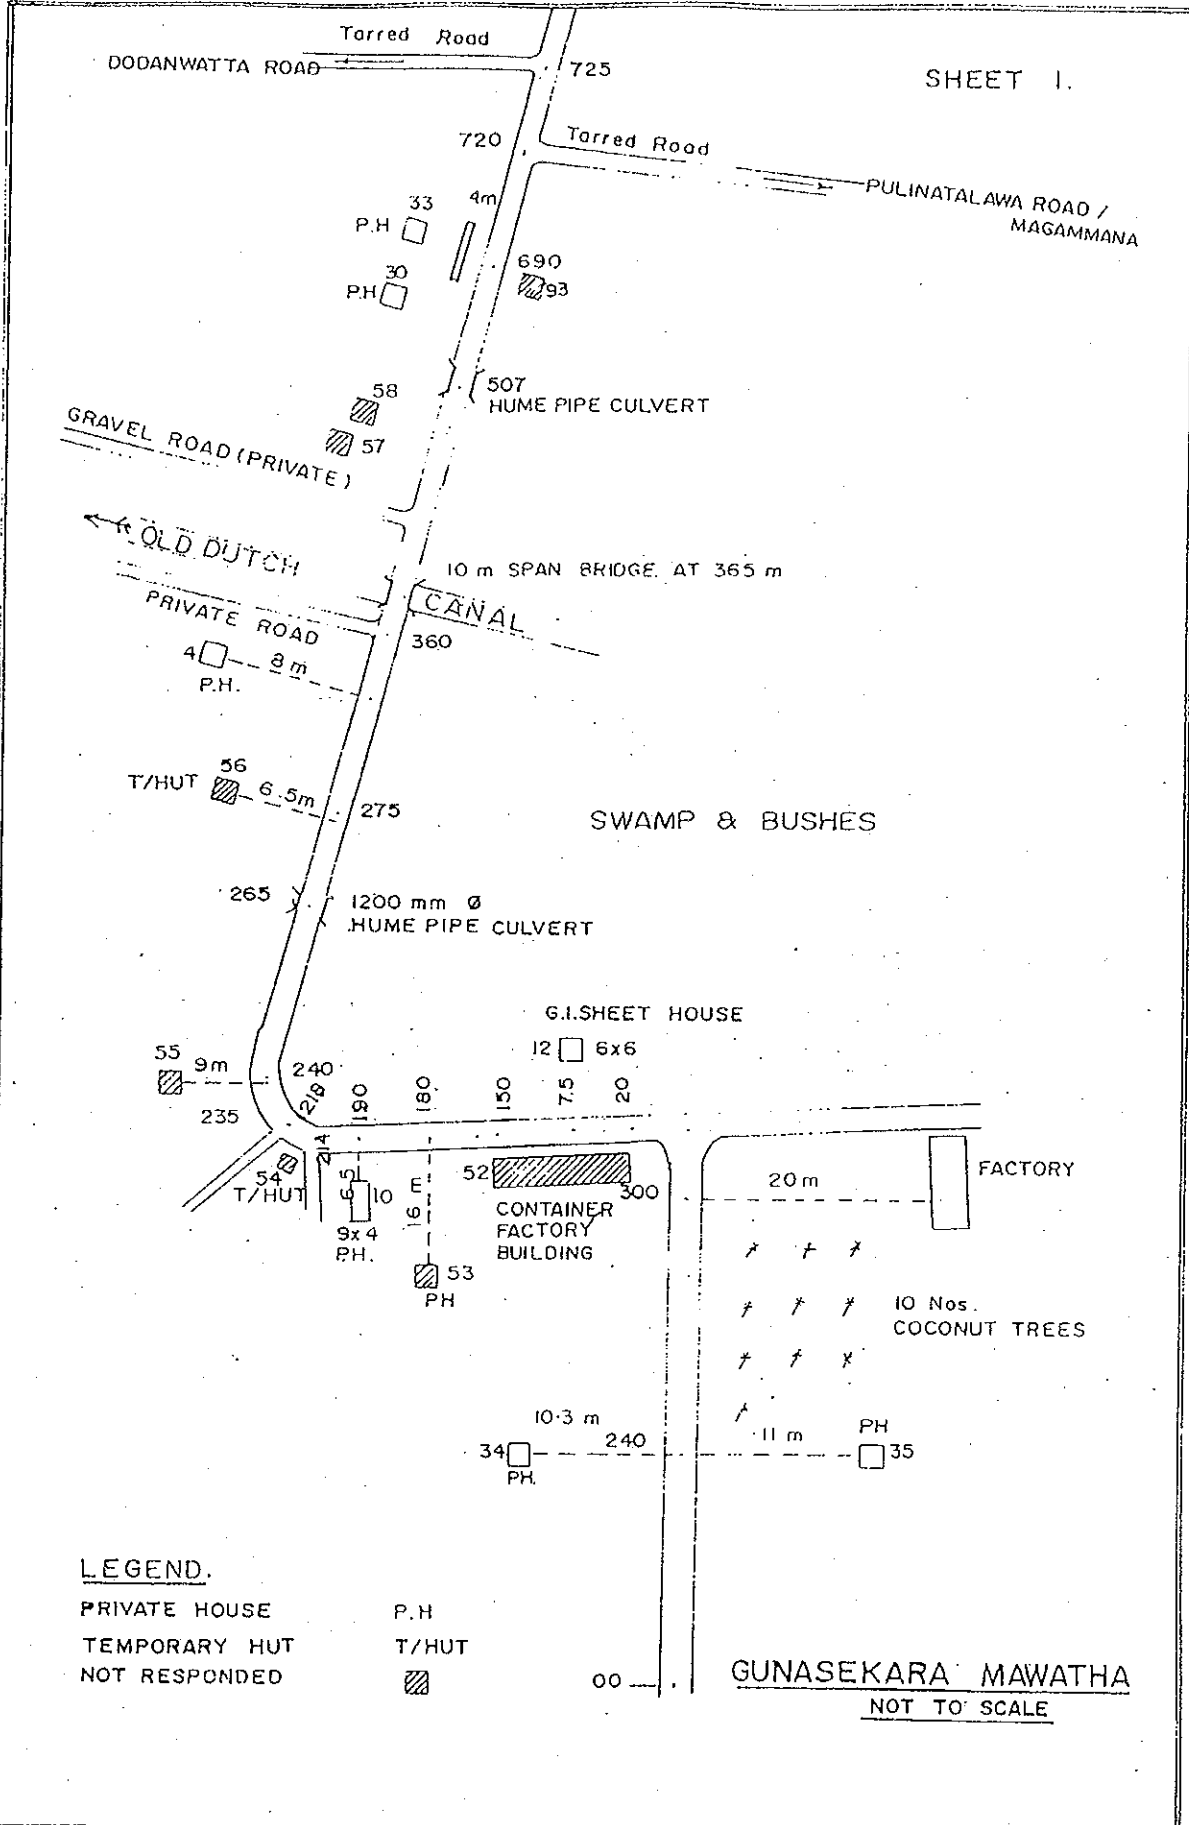 Tarred Road
DODANWATTA ROAD
725
SHEET 1.
720
Tarred Road
PULINATALAWA ROAD /
MAGAMMANA
33
4m
P.H
690
30
P.H
93
507
HUME PIPE CULVERT
58
57
GRAVEL ROAD (PRIVATE)
OLD DUTCH
10 m SPAN BRIDGE. AT 365 m
CANAL
PRIVATE ROAD
360
4
8 m
P.H.
56
T/HUT
6.5m
275
SWAMP & BUSHES
265
1200 mm Ø
HUME PIPE CULVERT
G.I.SHEET HOUSE
12
6x6
55
9m
240
218
190
180
150
7.5
20
235
214
54
T/HUT
6.5
10
9x4
P.H.
16 m
53
PH
52
300
CONTAINER
FACTORY
BUILDING
20 m
FACTORY
10 Nos.
COCONUT TREES
10.3 m
240
11 m
PH
34
PH.
35
LEGEND.
PRIVATE HOUSE P.H
TEMPORARY HUT T/HUT
NOT RESPONDED
00
GUNASEKARA MAWATHA
NOT TO SCALE